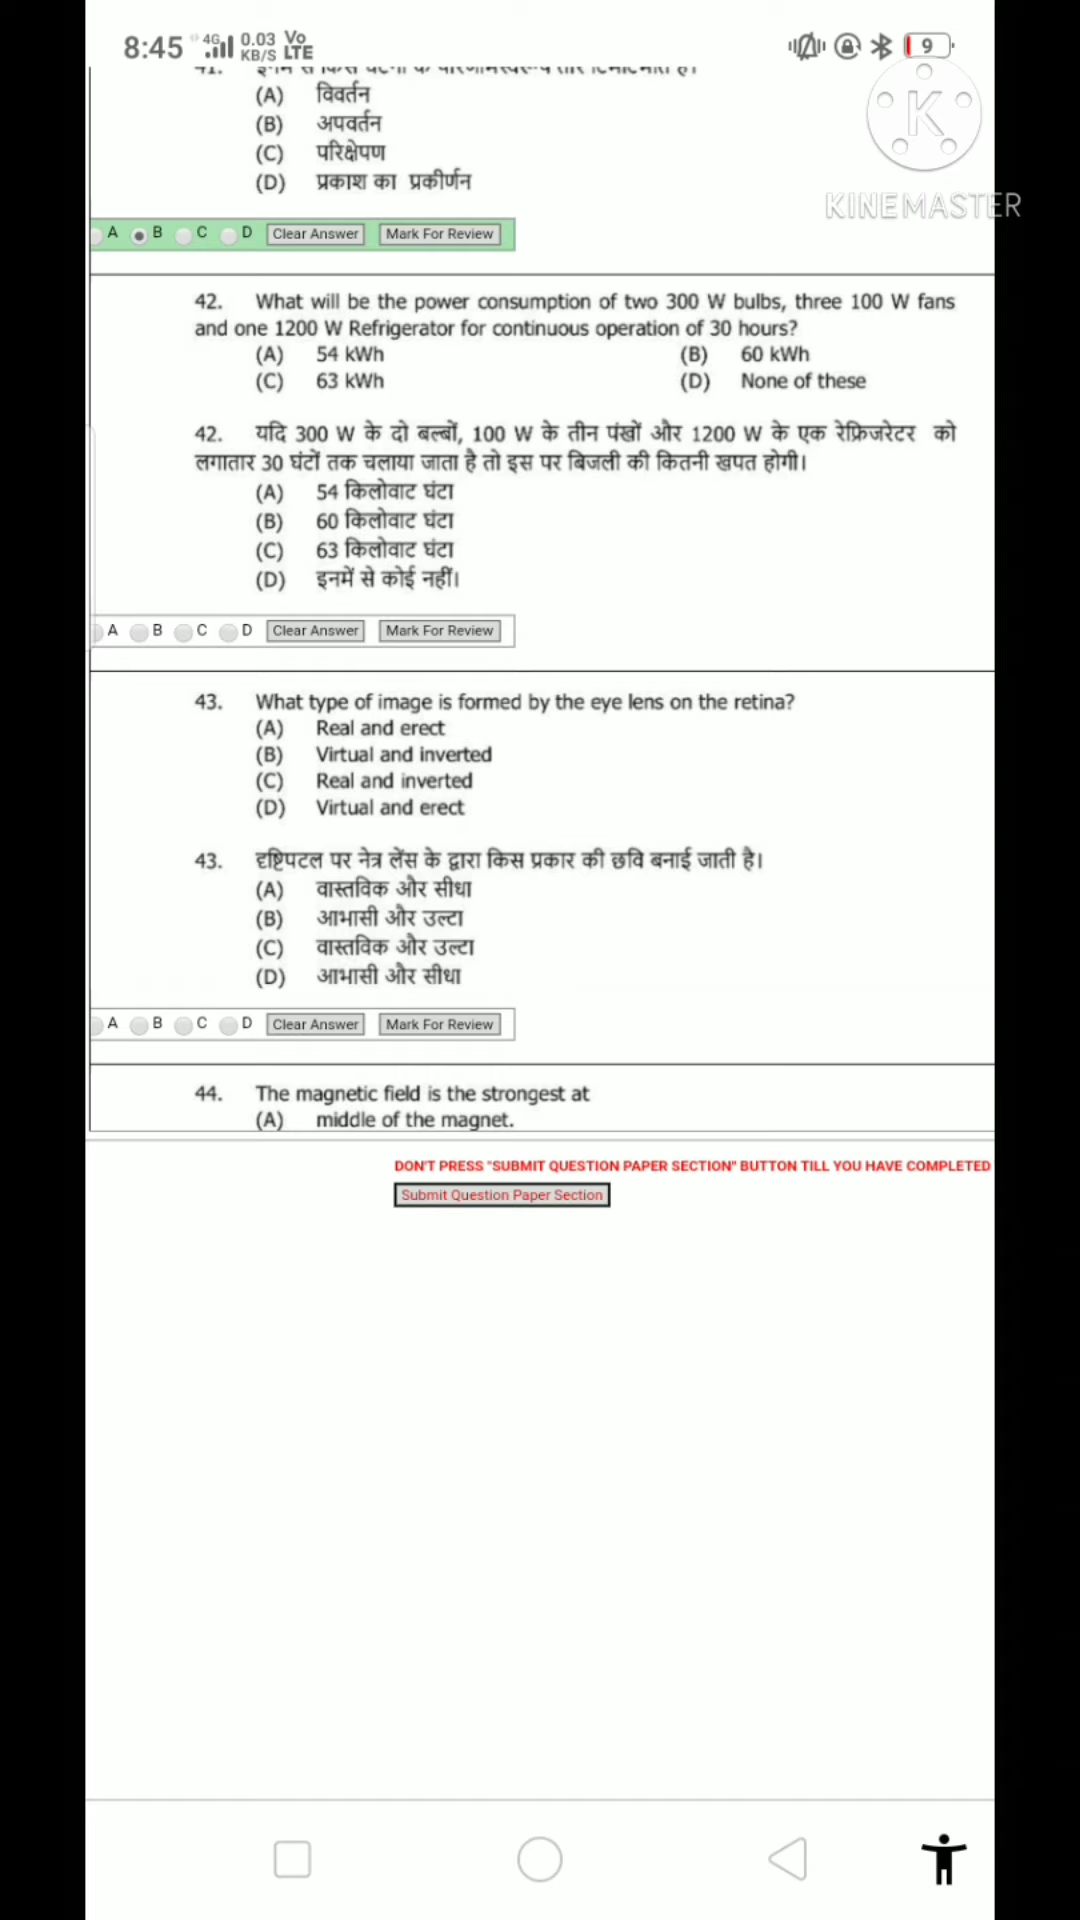 8:45 4G 0.03 KB/S Vo LTE 9
K
KINEMASTER
41.
(A) विवर्तन
(B) अपवर्तन
(C) परिक्षेपण
(D) प्रकाश का प्रकीर्णन
A B C D Clear Answer Mark For Review
42. What will be the power consumption of two 300 W bulbs, three 100 W fans
and one 1200 W Refrigerator for continuous operation of 30 hours?
(A) 54 kWh (B) 60 kWh
(C) 63 kWh (D) None of these
42. यदि 300 W के दो बल्बों, 100 W के तीन पंखों और 1200 W के एक रेफ्रिजरेटर को
लगातार 30 घंटों तक चलाया जाता है तो इस पर बिजली की कितनी खपत होगी।
(A) 54 किलोवाट घंटा
(B) 60 किलोवाट घंटा
(C) 63 किलोवाट घंटा
(D) इनमें से कोई नहीं।
A B C D Clear Answer Mark For Review
43. What type of image is formed by the eye lens on the retina?
(A) Real and erect
(B) Virtual and inverted
(C) Real and inverted
(D) Virtual and erect
43. दृष्टिपटल पर नेत्र लेंस के द्वारा किस प्रकार की छवि बनाई जाती है।
(A) वास्तविक और सीधा
(B) आभासी और उल्टा
(C) वास्तविक और उल्टा
(D) आभासी और सीधा
A B C D Clear Answer Mark For Review
44. The magnetic field is the strongest at
(A) middle of the magnet.
DON'T PRESS "SUBMIT QUESTION PAPER SECTION" BUTTON TILL YOU HAVE COMPLETED
Submit Question Paper Section